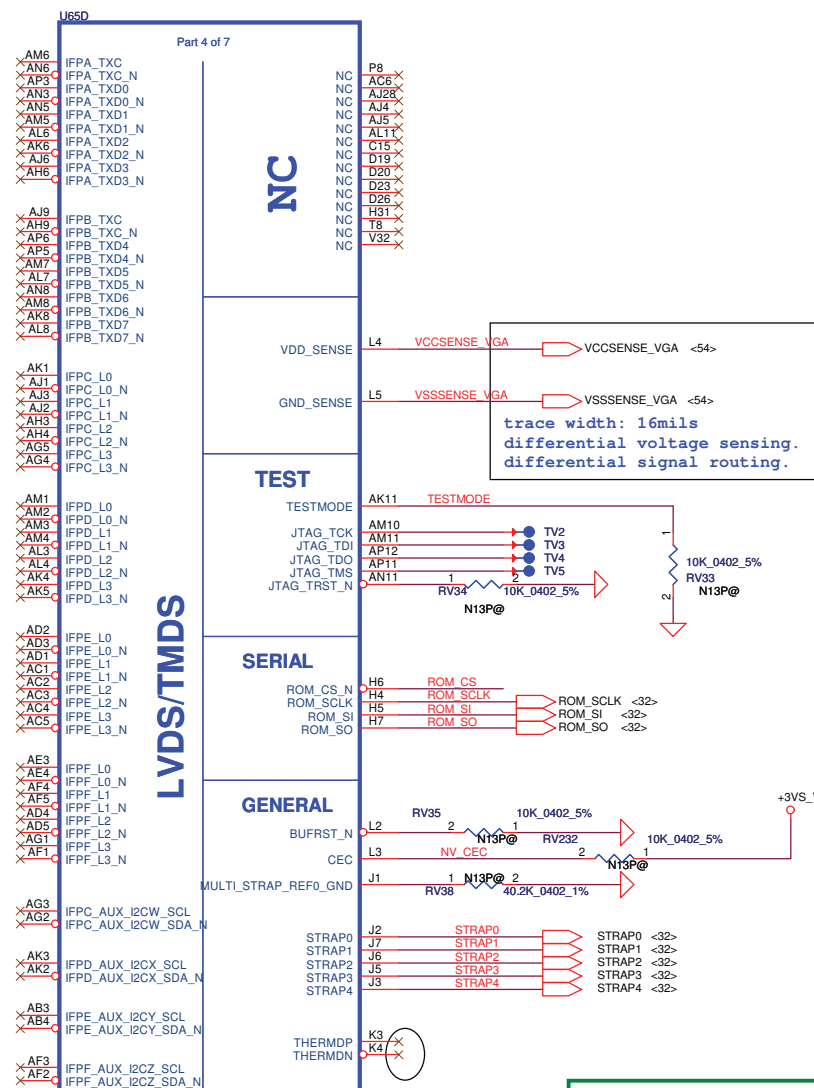 U65D
Part 4 of 7
AM6 IFPA_TXC
AN6 IFPA_TXC_N
AP3 IFPA_TXD0
AN3 IFPA_TXD0_N
AN5 IFPA_TXD1
AM5 IFPA_TXD1_N
AL6 IFPA_TXD2
AK6 IFPA_TXD2_N
AJ6 IFPA_TXD3
AH6 IFPA_TXD3_N
AJ9 IFPB_TXC
AH9 IFPB_TXC_N
AP6 IFPB_TXD4
AP5 IFPB_TXD4_N
AM7 IFPB_TXD5
AL7 IFPB_TXD5_N
AN8 IFPB_TXD6
AM8 IFPB_TXD6_N
AK8 IFPB_TXD7
AL8 IFPB_TXD7_N
AK1 IFPC_L0
AJ1 IFPC_L0_N
AJ3 IFPC_L1
AJ2 IFPC_L1_N
AH3 IFPC_L2
AH4 IFPC_L2_N
AG5 IFPC_L3
AG4 IFPC_L3_N
AM1 IFPD_L0
AM2 IFPD_L0_N
AM3 IFPD_L1
AM4 IFPD_L1_N
AL3 IFPD_L2
AL4 IFPD_L2_N
AK4 IFPD_L3
AK5 IFPD_L3_N
AD2 IFPE_L0
AD3 IFPE_L0_N
AD1 IFPE_L1
AC1 IFPE_L1_N
AC2 IFPE_L2
AC3 IFPE_L2_N
AC4 IFPE_L3
AC5 IFPE_L3_N
AE3 IFPF_L0
AE4 IFPF_L0_N
AF4 IFPF_L1
AF5 IFPF_L1_N
AD4 IFPF_L2
AD5 IFPF_L2_N
AG1 IFPF_L3
AF1 IFPF_L3_N
AG3 IFPC_AUX_I2CW_SCL
AG2 IFPC_AUX_I2CW_SDA_N
AK3 IFPD_AUX_I2CX_SCL
AK2 IFPD_AUX_I2CX_SDA_N
AB3 IFPE_AUX_I2CY_SCL
AB4 IFPE_AUX_I2CY_SDA_N
AF3 IFPF_AUX_I2CZ_SCL
AF2 IFPF_AUX_I2CZ_SDA_N
LVDS/TMDS
NC
NC P8
NC AC6
NC AJ28
NC AJ4
NC AJ5
NC AL11
NC C15
NC D19
NC D20
NC D23
NC D26
NC H31
NC T8
NC V32
VDD_SENSE L4 VCCSENSE_VGA VCCSENSE_VGA <54>
GND_SENSE L5 VSSSENSE_VGA VSSSENSE_VGA <54>
trace width: 16mils
differential voltage sensing.
differential signal routing.
TEST
TESTMODE AK11 TESTMODE
JTAG_TCK AM10 TV2
JTAG_TDI AM11 TV3
JTAG_TDO AP12 TV4
JTAG_TMS AP11 TV5
JTAG_TRST_N AN11 1 2
RV34 10K_0402_5%
N13P@
1
10K_0402_5%
RV33
N13P@
2
SERIAL
ROM_CS_N H6 ROM_CS
ROM_SCLK H4 ROM_SCLK ROM_SCLK <32>
ROM_SI H5 ROM_SI ROM_SI <32>
ROM_SO H7 ROM_SO ROM_SO <32>
GENERAL
+3VS_
RV35 10K_0402_5%
BUFRST_N L2 2 1
N13P@
RV232 10K_0402_5%
CEC L3 NV_CEC 2 1
N13P@
MULTI_STRAP_REF0_GND J1 1 2
N13P@
RV38 40.2K_0402_1%
STRAP0 J2 STRAP0 STRAP0 <32>
STRAP1 J7 STRAP1 STRAP1 <32>
STRAP2 J6 STRAP2 STRAP2 <32>
STRAP3 J5 STRAP3 STRAP3 <32>
STRAP4 J3 STRAP4 STRAP4 <32>
THERMDP K3
THERMDN K4